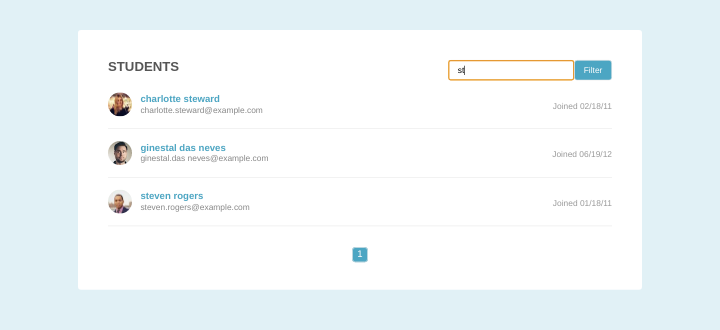 STUDENTS
st
Filter
charlotte steward
charlotte.steward@example.com
Joined 02/18/11
ginestal das neves
ginestal.das neves@example.com
Joined 06/19/12
steven rogers
steven.rogers@example.com
Joined 01/18/11
1